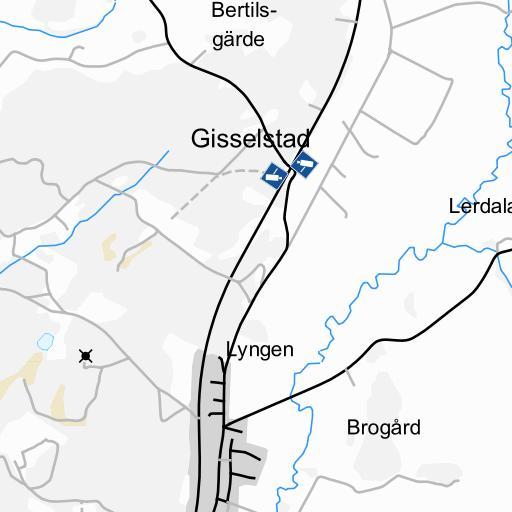 Bertils-
gärde
Gisselstad
Lerdala
Lyngen
Brogård